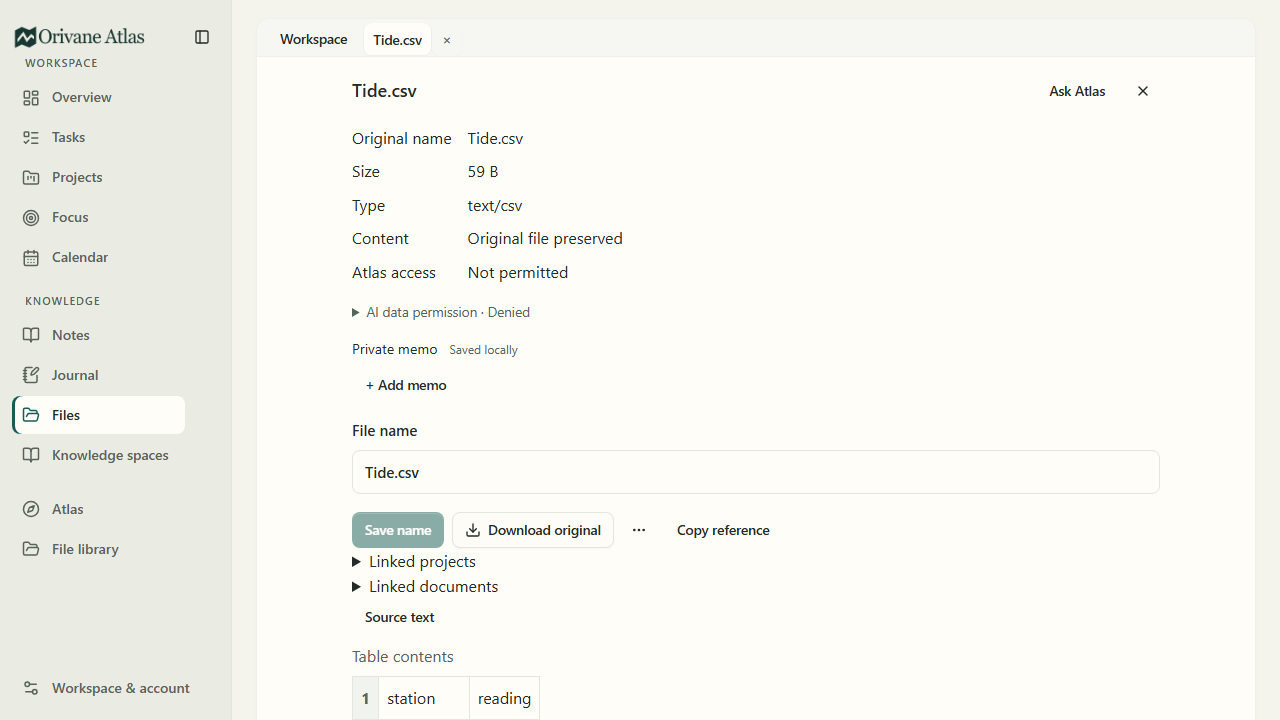 Orivane Atlas
WORKSPACE
Overview
Tasks
Projects
Focus
Calendar
KNOWLEDGE
Notes
Journal
Files
Knowledge spaces
Atlas
File library
Workspace & account
Workspace
Tide.csv ×
Tide.csv
Ask Atlas
Original name Tide.csv
Size 59 B
Type text/csv
Content Original file preserved
Atlas access Not permitted
AI data permission · Denied
Private memo Saved locally
+ Add memo
File name
Tide.csv
Save name Download original ··· Copy reference
Linked projects
Linked documents
Source text
Table contents
1 station reading